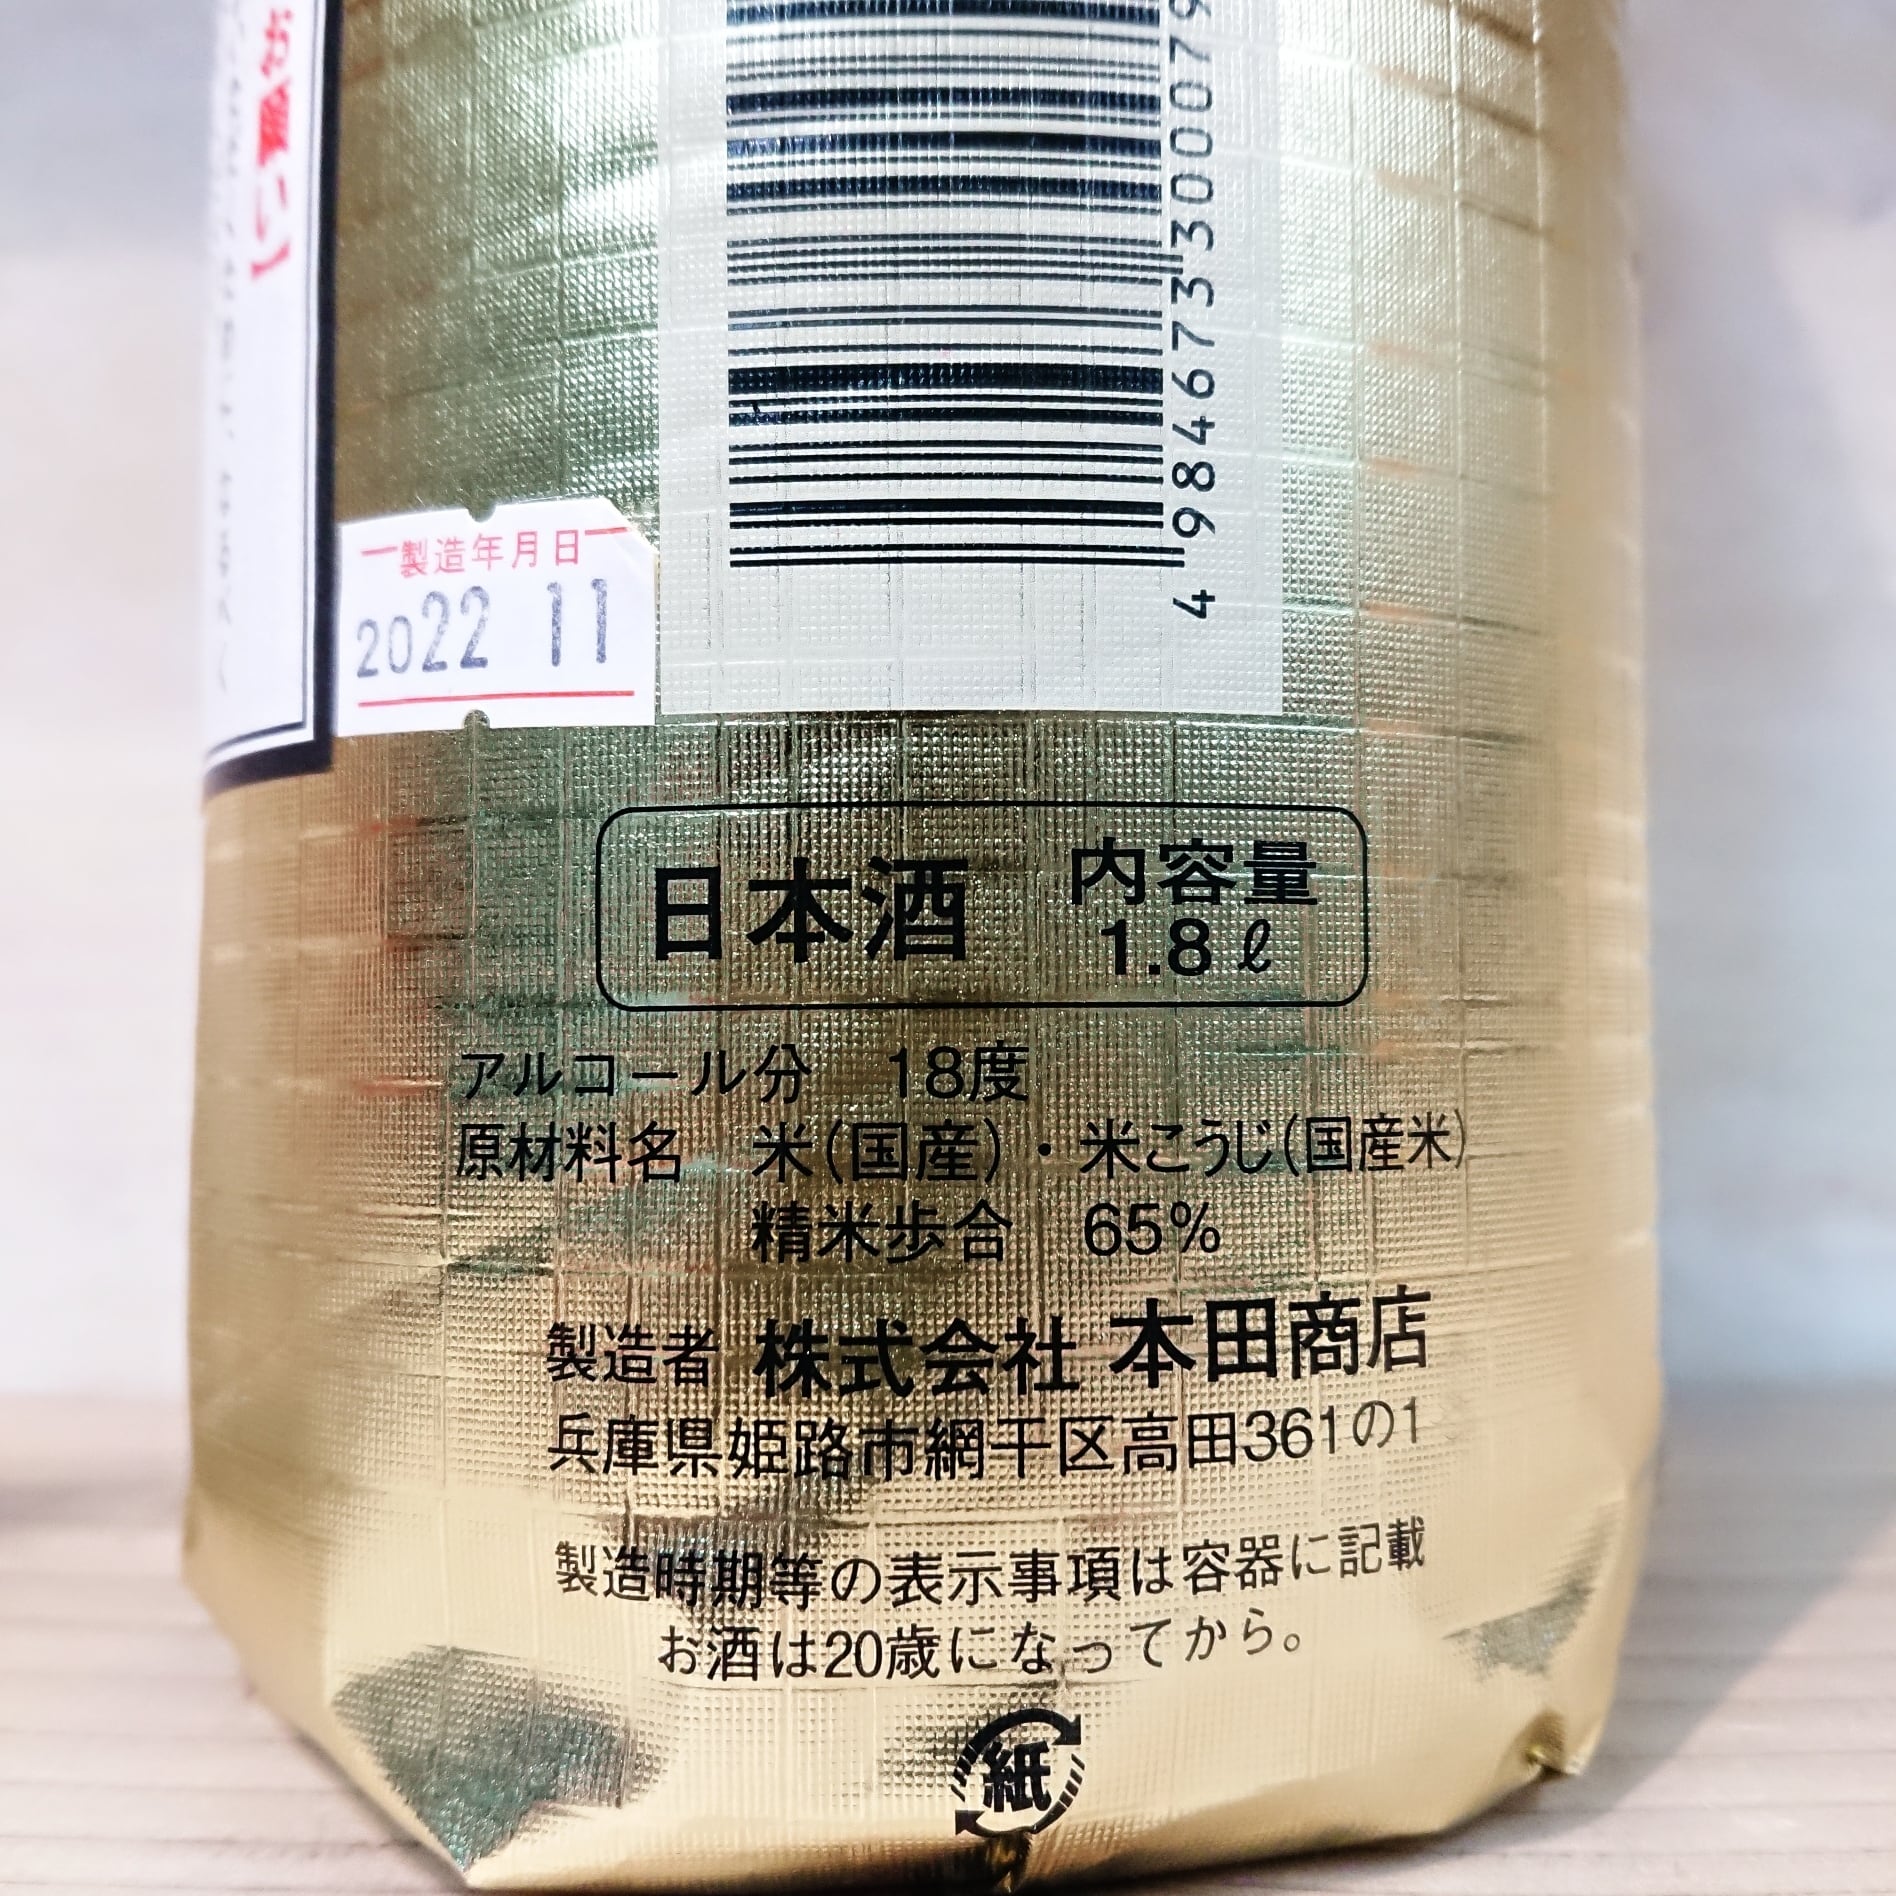 お願い】
4984673300079
製造年月日
2022 11
日本酒
内容量
1.8ℓ
アルコール分 18度
原材料名 米(国産)・米こうじ(国産米)
精米歩合 65%
製造者 株式会社 本田商店
兵庫県姫路市網干区高田361の1
製造時期等の表示事項は容器に記載
お酒は20歳になってから。
紙